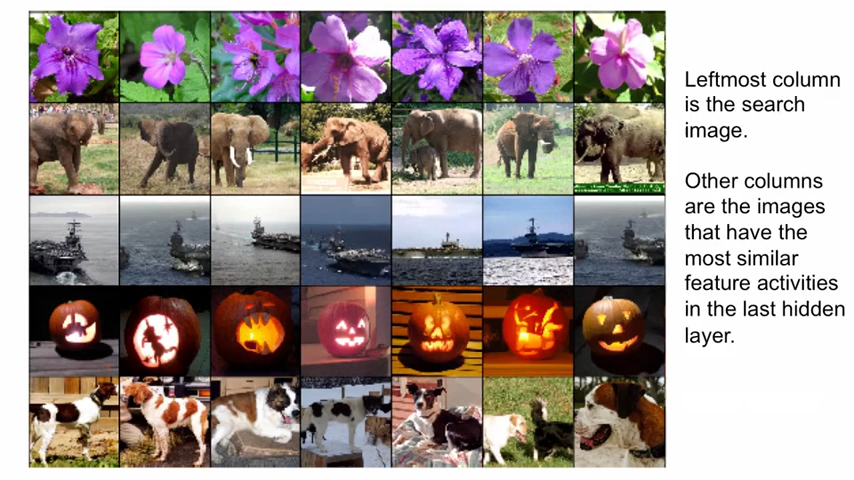 Leftmost column
is the search
image.
Other columns
are the images
that have the
most similar
feature activities
in the last hidden
layer.